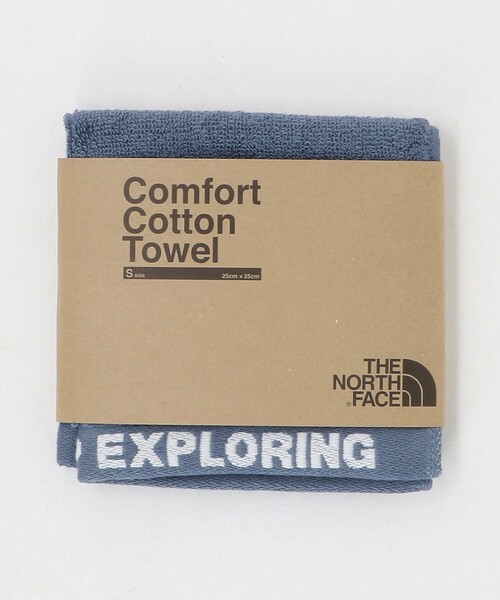 Comfort
Cotton
Towel
S size 25cm × 25cm
THE
NORTH
®FACE
EXPLORING